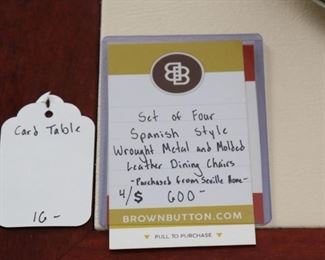 Card Table
16-
BB
Set of Four
Spanish Style
Wrought Metal and Molded
Leather Dining Chairs
-Purchased from Seville Home-
4/$ 600-
BROWNBUTTON.COM
PULL TO PURCHASE